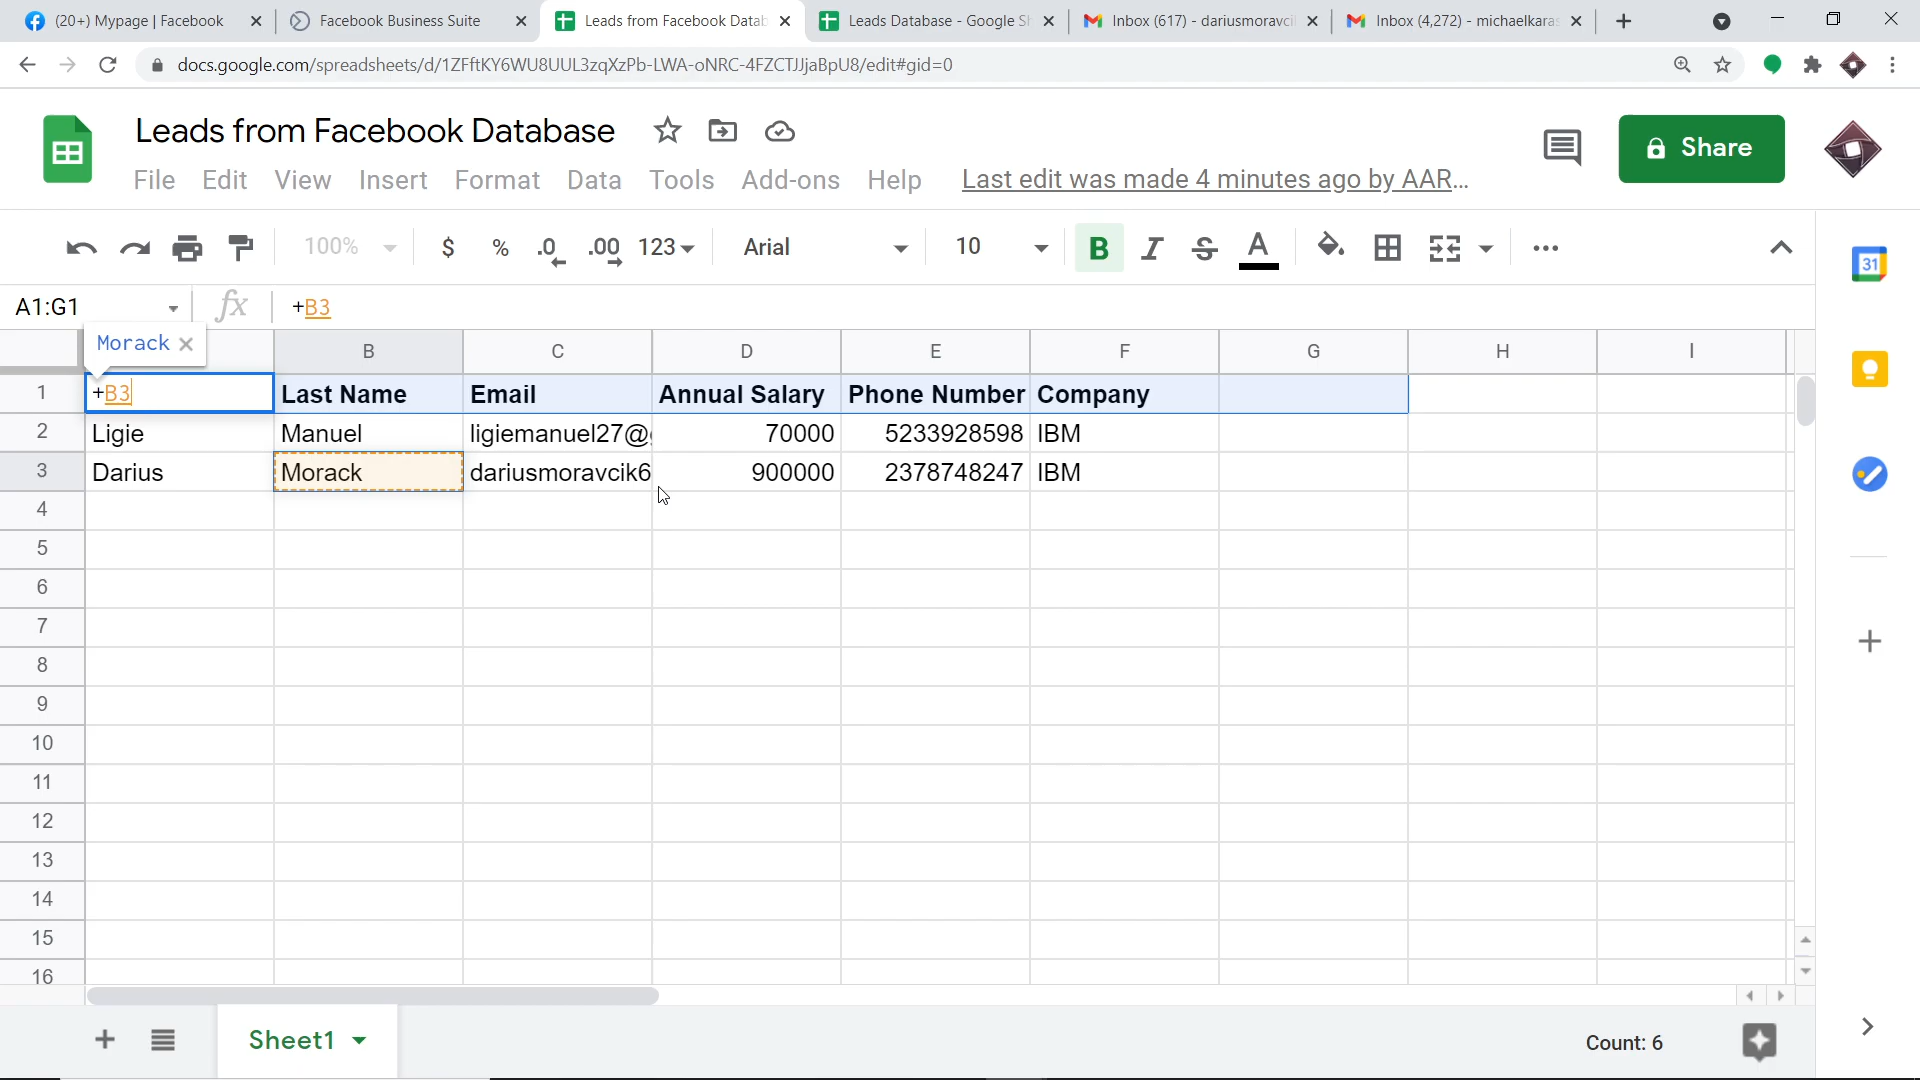 (20+) Mypage | Facebook
Facebook Business Suite
Leads from Facebook Datab
Leads Database - Google Sh
Inbox (617) - dariusmoravci
Inbox (4,272) - michaelkaras
docs.google.com/spreadsheets/d/1ZFftKY6WU8UUL3zqXzPb-LWA-oNRC-4FZCTJJjaBpU8/edit#gid=0
Leads from Facebook Database
Share
File Edit View Insert Format Data Tools Add-ons Help Last edit was made 4 minutes ago by AAR...
100% $ % .0 .00 123 Arial 10 B I S A
31
A1:G1 fx +B3
Morack
B C D E F G H I
1 +B3 Last Name Email Annual Salary Phone Number Company
2 Ligie Manuel ligiemanuel27@ 70000 5233928598 IBM
3 Darius Morack dariusmoravcik6 900000 2378748247 IBM
4
5
6
7
8
9
10
11
12
13
14
15
16
Sheet1
Count: 6